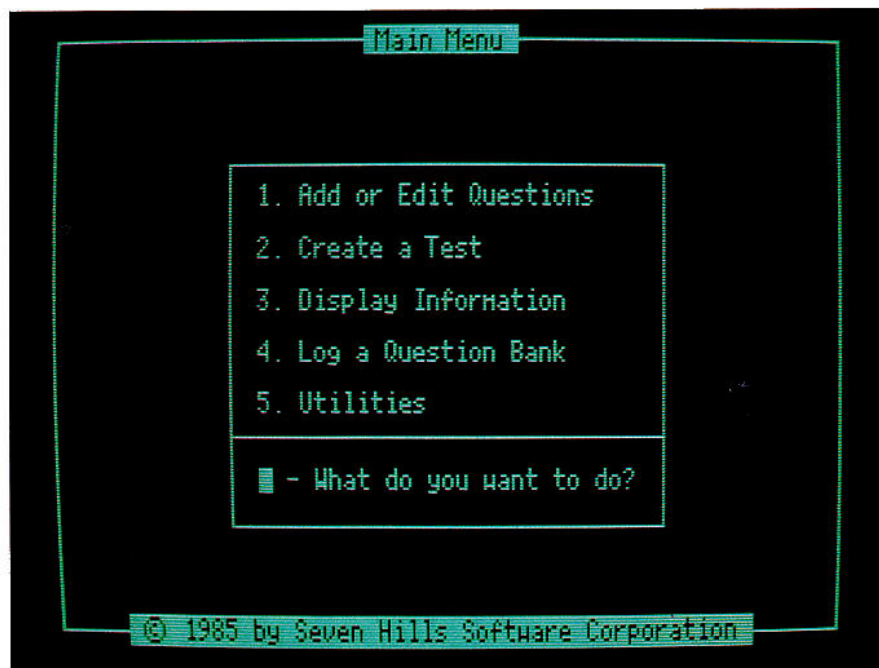 Main Menu
1. Add or Edit Questions
2. Create a Test
3. Display Information
4. Log a Question Bank
5. Utilities
- What do you want to do?
© 1985 by Seven Hills Software Corporation